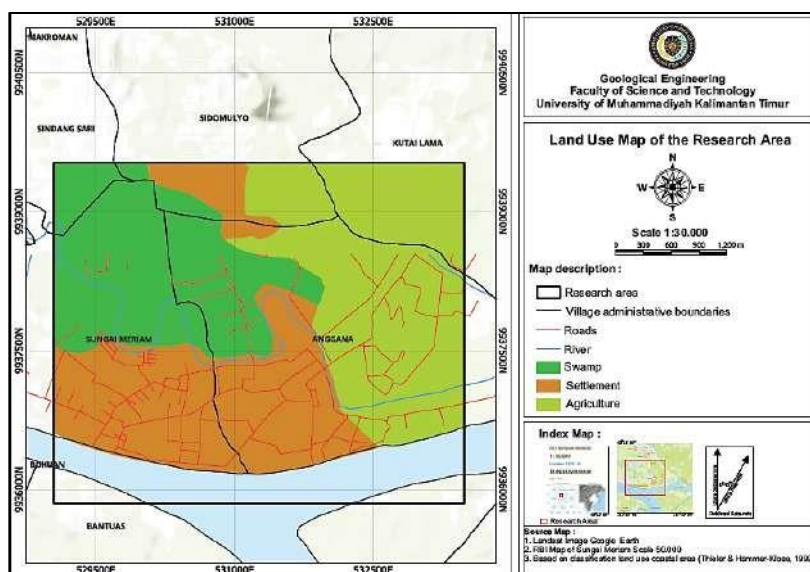 529500E 531000E 532500E
9940500N
9939000N
9937500N
9936000N
MAKROMAN
SINDANG SARI
SIDOMULYO
KUTAI LAMA
SUNGAI MERIAM
ANGGANA
BANTUAS
9940500N
9939000N
9937500N
9936000N
529500E 531000E 532500E
Geological Engineering
Faculty of Science and Technology
University of Muhammadiyah Kalimantan Timur
Land Use Map of the Research Area
N
W E
S
Scale 1:30.000
0 300 600 900 1,200 m
Map description :
Research area
Village administrative boundaries
Roads
River
Swamp
Settlement
Agriculture
Index Map :
Research Area
Source Map :
1. Landsat Image Google Earth
2. RBI Map of Sungai Meriam Scale 50.000
3. Based on classification land use coastal area (Thieler & Hammer-Klose,